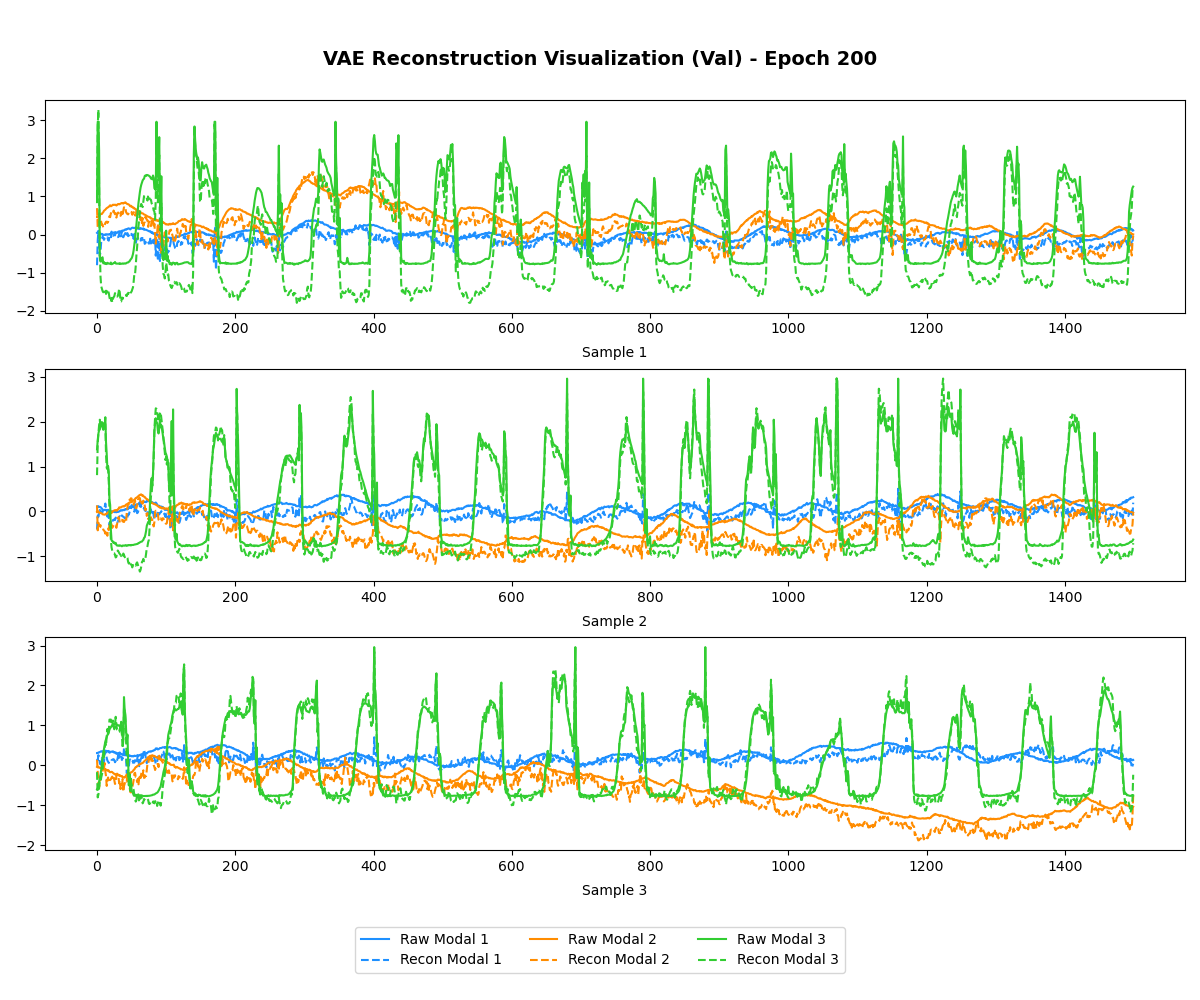 VAE Reconstruction Visualization (Val) - Epoch 200
3
2
1
0
−1
−2
0 200 400 600 800 1000 1200 1400
Sample 1
3
2
1
0
−1
0 200 400 600 800 1000 1200 1400
Sample 2
3
2
1
0
−1
−2
0 200 400 600 800 1000 1200 1400
Sample 3
Raw Modal 1 Raw Modal 2 Raw Modal 3
Recon Modal 1 Recon Modal 2 Recon Modal 3